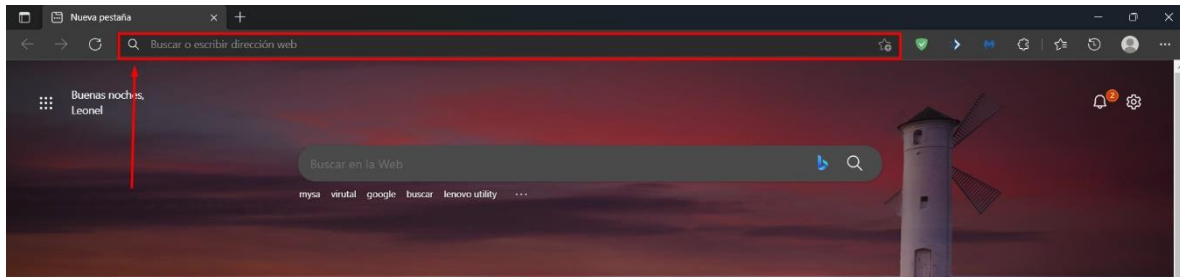 Nueva pestaña
Buscar o escribir dirección web
Buenas noches,
Leonel
2
Buscar en la Web
mysa virutal google buscar lenovo utility ...